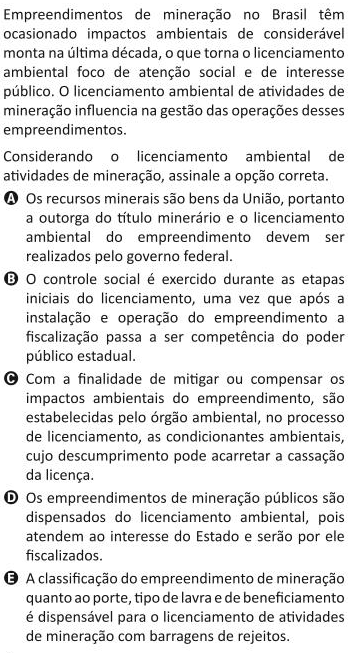 Empreendimentos de mineração no Brasil têm
ocasionado impactos ambientais de considerável
monta na última década, o que torna o licenciamento
ambiental foco de atenção social e de interesse
público. O licenciamento ambiental de atividades de
mineração influencia na gestão das operações desses
empreendimentos.
Considerando o licenciamento ambiental de
atividades de mineração, assinale a opção correta.
A Os recursos minerais são bens da União, portanto
a outorga do título minerário e o licenciamento
ambiental do empreendimento devem ser
realizados pelo governo federal.
B O controle social é exercido durante as etapas
iniciais do licenciamento, uma vez que após a
instalação e operação do empreendimento a
fiscalização passa a ser competência do poder
público estadual.
C Com a finalidade de mitigar ou compensar os
impactos ambientais do empreendimento, são
estabelecidas pelo órgão ambiental, no processo
de licenciamento, as condicionantes ambientais,
cujo descumprimento pode acarretar a cassação
da licença.
D Os empreendimentos de mineração públicos são
dispensados do licenciamento ambiental, pois
atendem ao interesse do Estado e serão por ele
fiscalizados.
E A classificação do empreendimento de mineração
quanto ao porte, tipo de lavra e de beneficiamento
é dispensável para o licenciamento de atividades
de mineração com barragens de rejeitos.